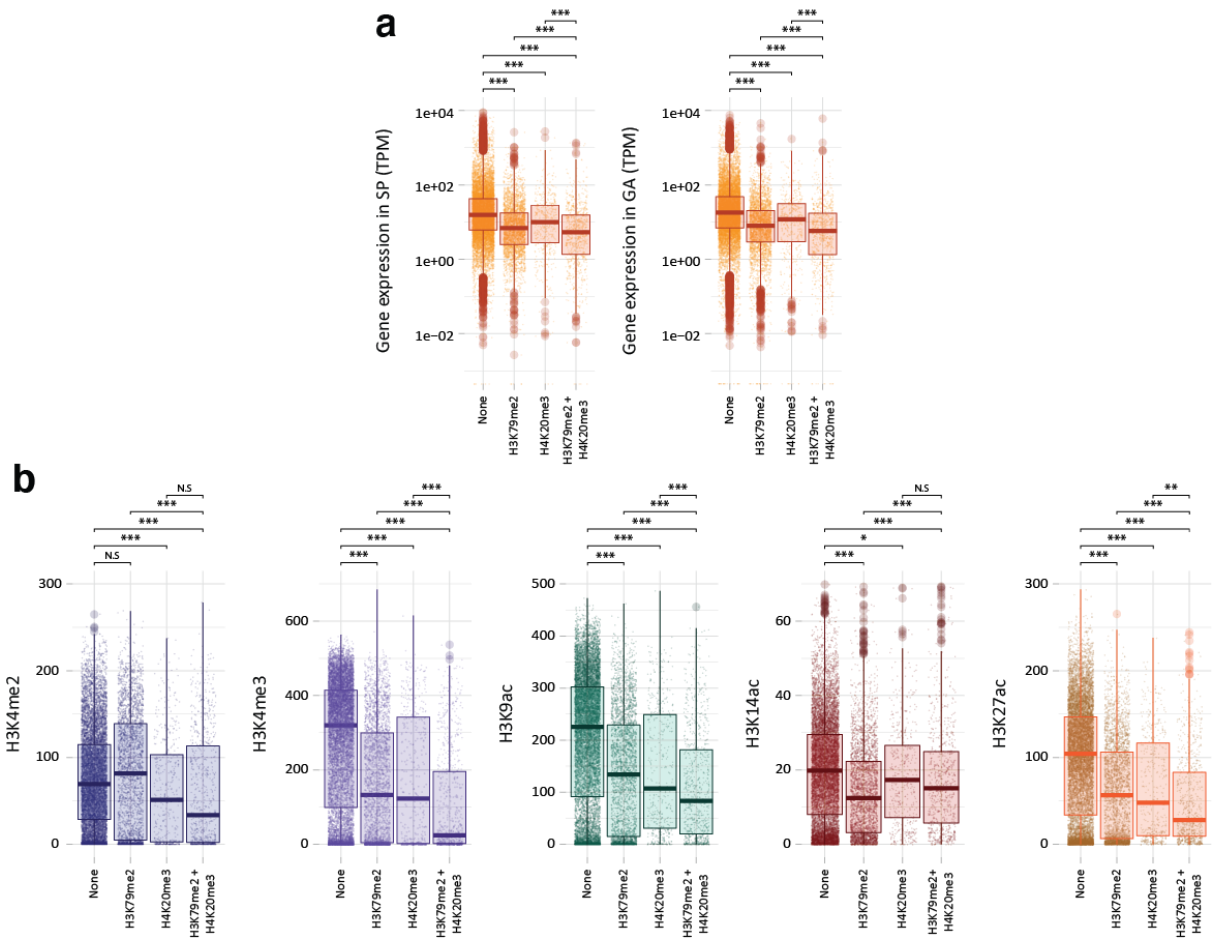 a
***
***
***
***
***
Gene expression in SP (TPM)
1e+04
1e+02
1e+00
1e−02
None
H3K79me2
H4K20me3
H3K79me2 +
H4K20me3
***
***
***
***
***
Gene expression in GA (TPM)
1e+04
1e+02
1e+00
1e−02
None
H3K79me2
H4K20me3
H3K79me2 +
H4K20me3
b
N.S
***
***
***
N.S
H3K4me2
300
200
100
0
None
H3K79me2
H4K20me3
H3K79me2 +
H4K20me3
***
***
***
***
***
H3K4me3
600
400
200
0
None
H3K79me2
H4K20me3
H3K79me2 +
H4K20me3
***
***
***
***
***
H3K9ac
500
400
300
200
100
0
None
H3K79me2
H4K20me3
H3K79me2 +
H4K20me3
N.S
***
***
*
***
H3K14ac
60
40
20
0
None
H3K79me2
H4K20me3
H3K79me2+
H4K20me3
**
***
***
***
***
H3K27ac
300
200
100
0
None
H3K79me2
H4K20me3
H3K79me2 +
H4K20me3